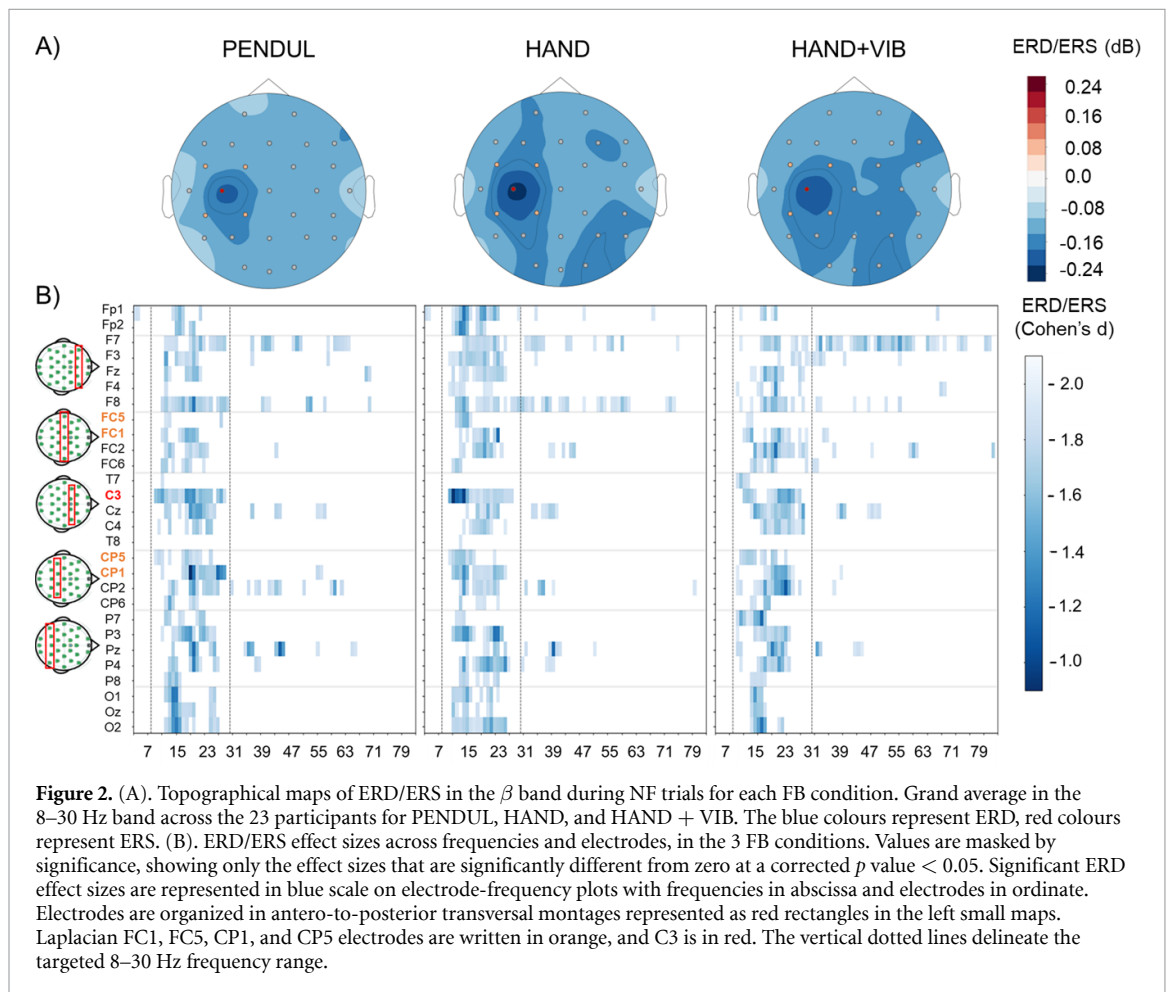 A)
PENDUL
HAND
HAND+VIB
ERD/ERS (dB)
0.24
0.16
0.08
0.0
-0.08
-0.16
-0.24
B)
Fp1
Fp2
F7
F3
Fz
F4
F8
FC5
FC1
FC2
FC6
T7
C3
Cz
C4
T8
CP5
CP1
CP2
CP6
P7
P3
Pz
P4
P8
O1
Oz
O2
7 15 23 31 39 47 55 63 71 79
7 15 23 31 39 47 55 63 71 79
7 15 23 31 39 47 55 63 71 79
ERD/ERS
(Cohen's d)
- 2.0
- 1.8
- 1.6
- 1.4
- 1.2
- 1.0
Figure 2. (A). Topographical maps of ERD/ERS in the β band during NF trials for each FB condition. Grand average in the
8–30 Hz band across the 23 participants for PENDUL, HAND, and HAND + VIB. The blue colours represent ERD, red colours
represent ERS. (B). ERD/ERS effect sizes across frequencies and electrodes, in the 3 FB conditions. Values are masked by
significance, showing only the effect sizes that are significantly different from zero at a corrected p value < 0.05. Significant ERD
effect sizes are represented in blue scale on electrode-frequency plots with frequencies in abscissa and electrodes in ordinate.
Electrodes are organized in antero-to-posterior transversal montages represented as red rectangles in the left small maps.
Laplacian FC1, FC5, CP1, and CP5 electrodes are written in orange, and C3 is in red. The vertical dotted lines delineate the
targeted 8–30 Hz frequency range.